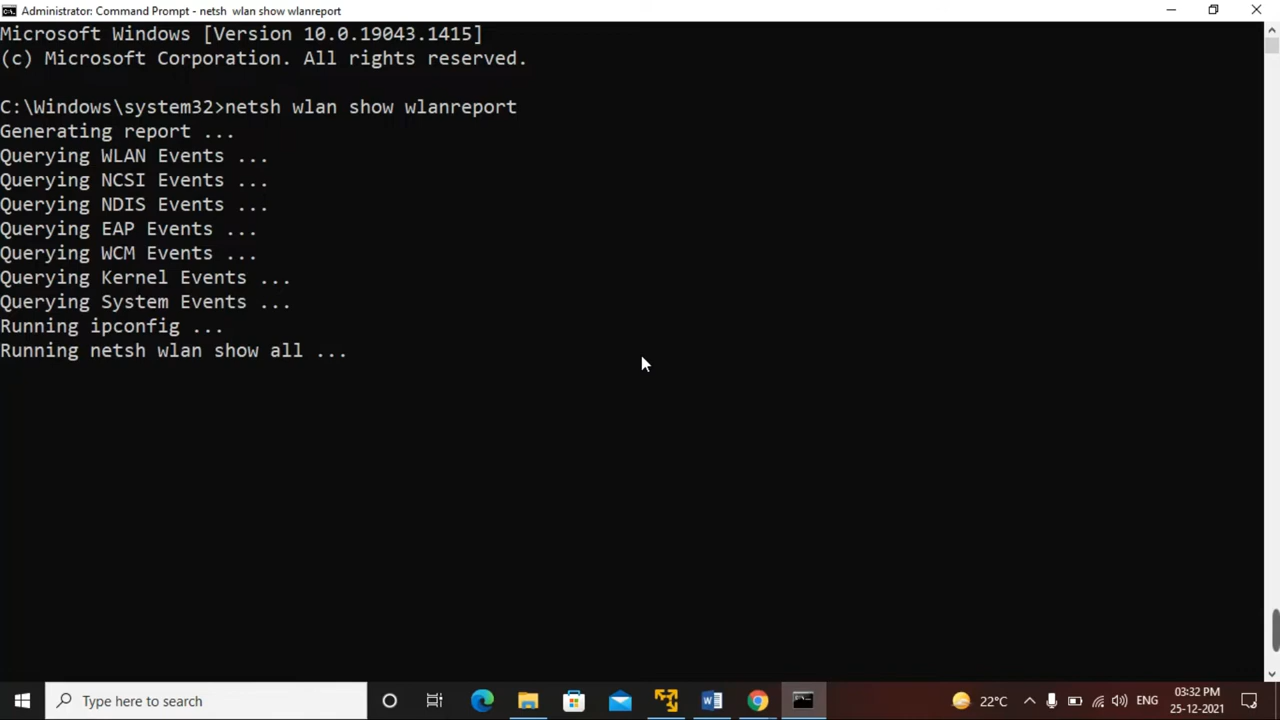 Administrator: Command Prompt - netsh  wlan show wlanreport
Microsoft Windows [Version 10.0.19043.1415]
(c) Microsoft Corporation. All rights reserved.
C:\Windows\system32>netsh wlan show wlanreport
Generating report ...
Querying WLAN Events ...
Querying NCSI Events ...
Querying NDIS Events ...
Querying EAP Events ...
Querying WCM Events ...
Querying Kernel Events ...
Querying System Events ...
Running ipconfig ...
Running netsh wlan show all ...
Type here to search
22°C
ENG
03:32 PM
25-12-2021